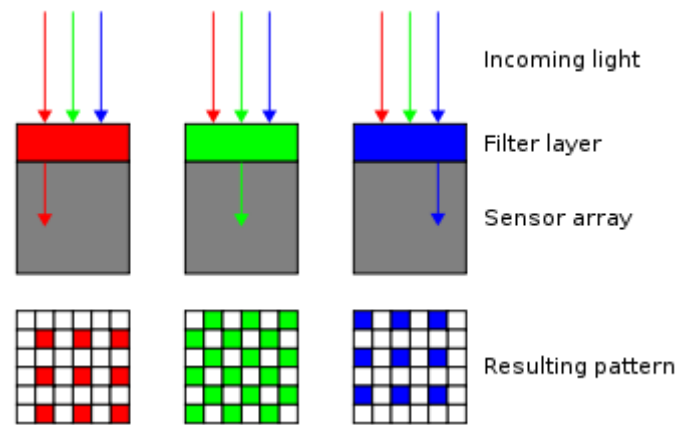 Incoming light
Filter layer
Sensor array
Resulting pattern